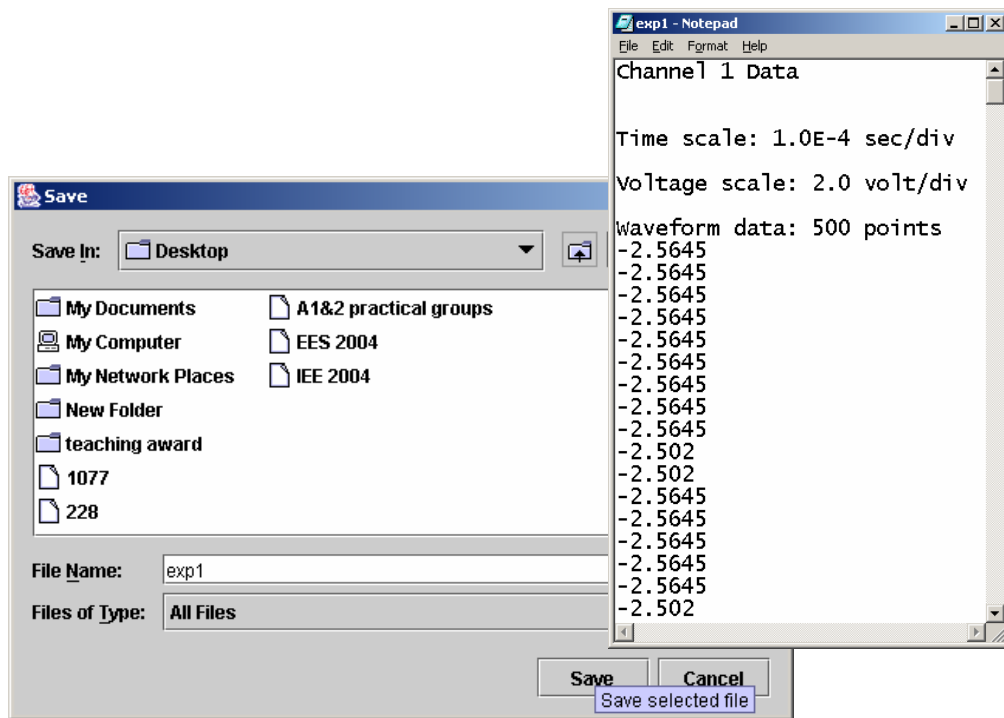 exp1 - Notepad
File Edit Format Help
Channel 1 Data
Time scale: 1.0E-4 sec/div
Voltage scale: 2.0 volt/div
Waveform data: 500 points
-2.5645
-2.5645
-2.5645
-2.5645
-2.5645
-2.5645
-2.5645
-2.5645
-2.5645
-2.502
-2.502
-2.5645
-2.5645
-2.5645
-2.5645
-2.5645
-2.502
Save
Save In: Desktop
My Documents
My Computer
My Network Places
New Folder
teaching award
1077
228
A1&2 practical groups
EES 2004
IEE 2004
File Name: exp1
Files of Type: All Files
Save Cancel
Save selected file